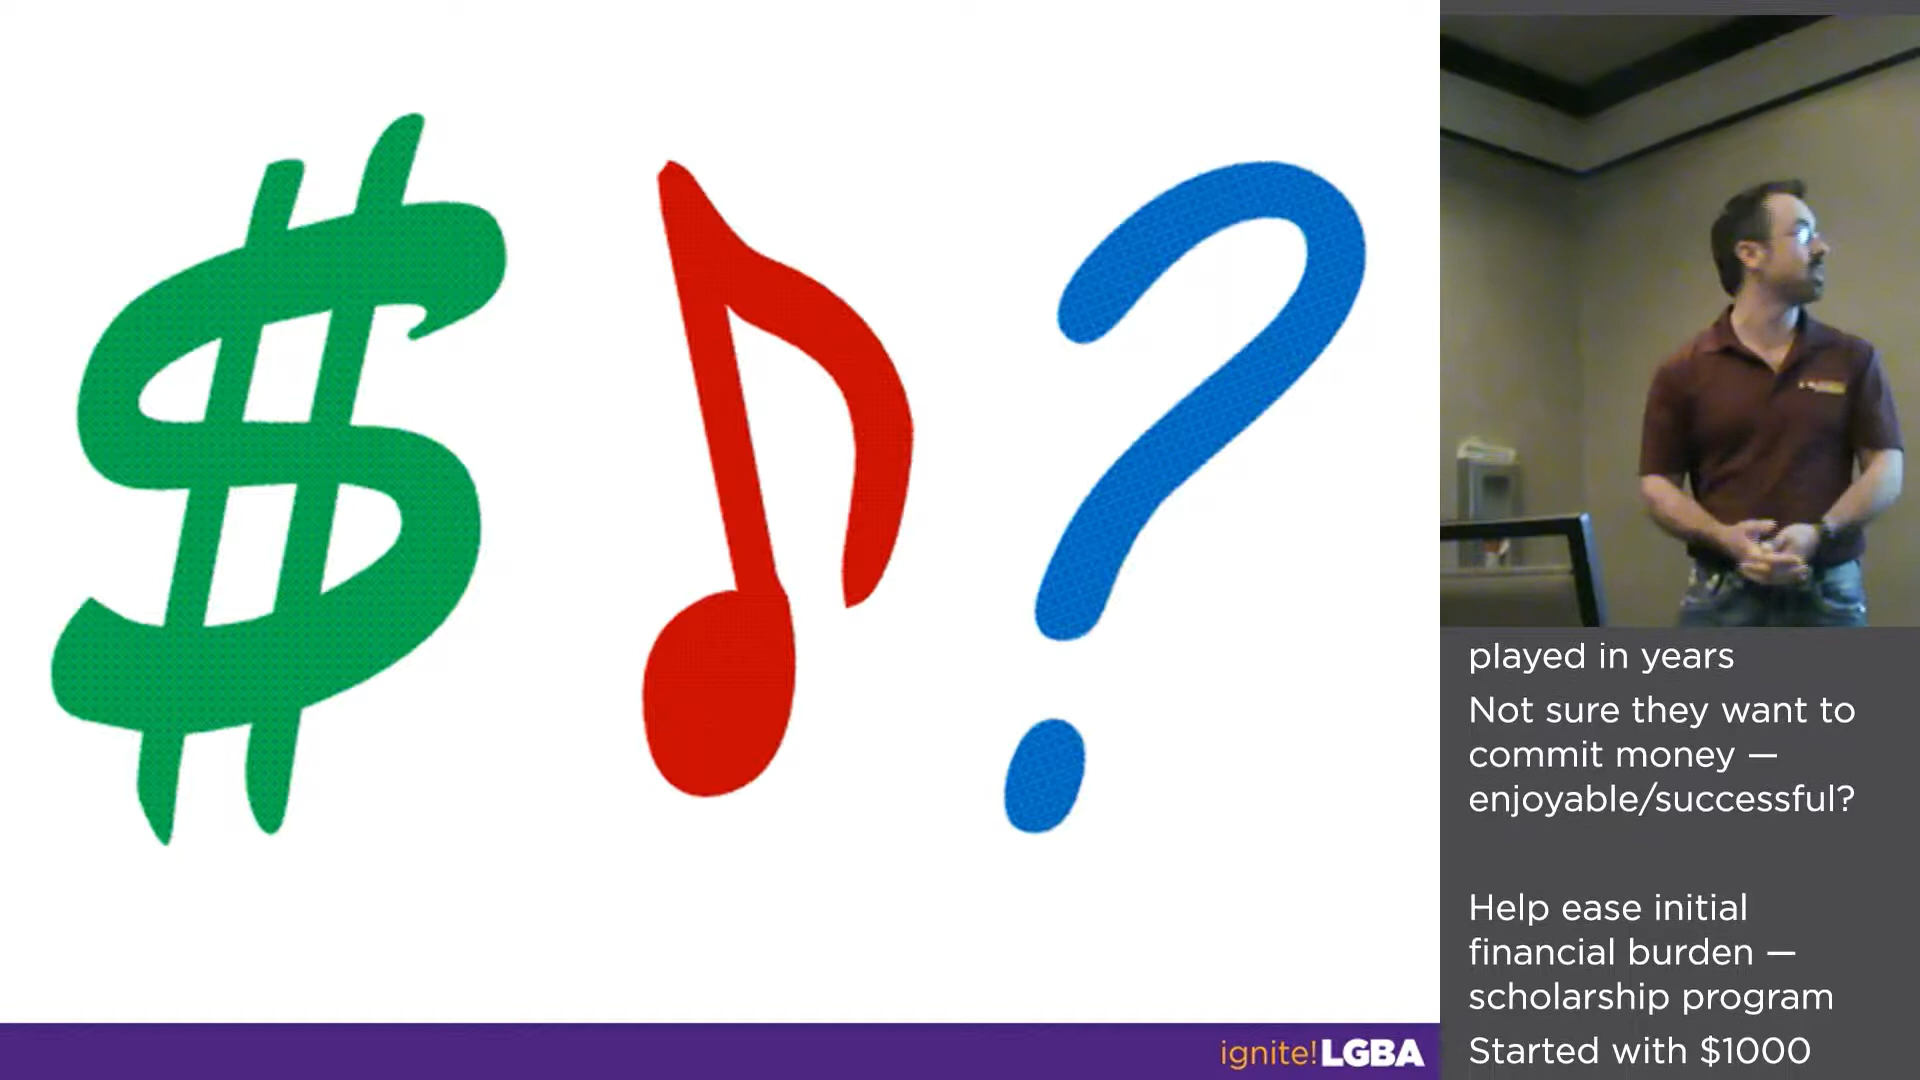 $ ♪ ?
played in years
Not sure they want to
commit money —
enjoyable/successful?
Help ease initial
financial burden —
scholarship program
Started with $1000
ignite!LGBA